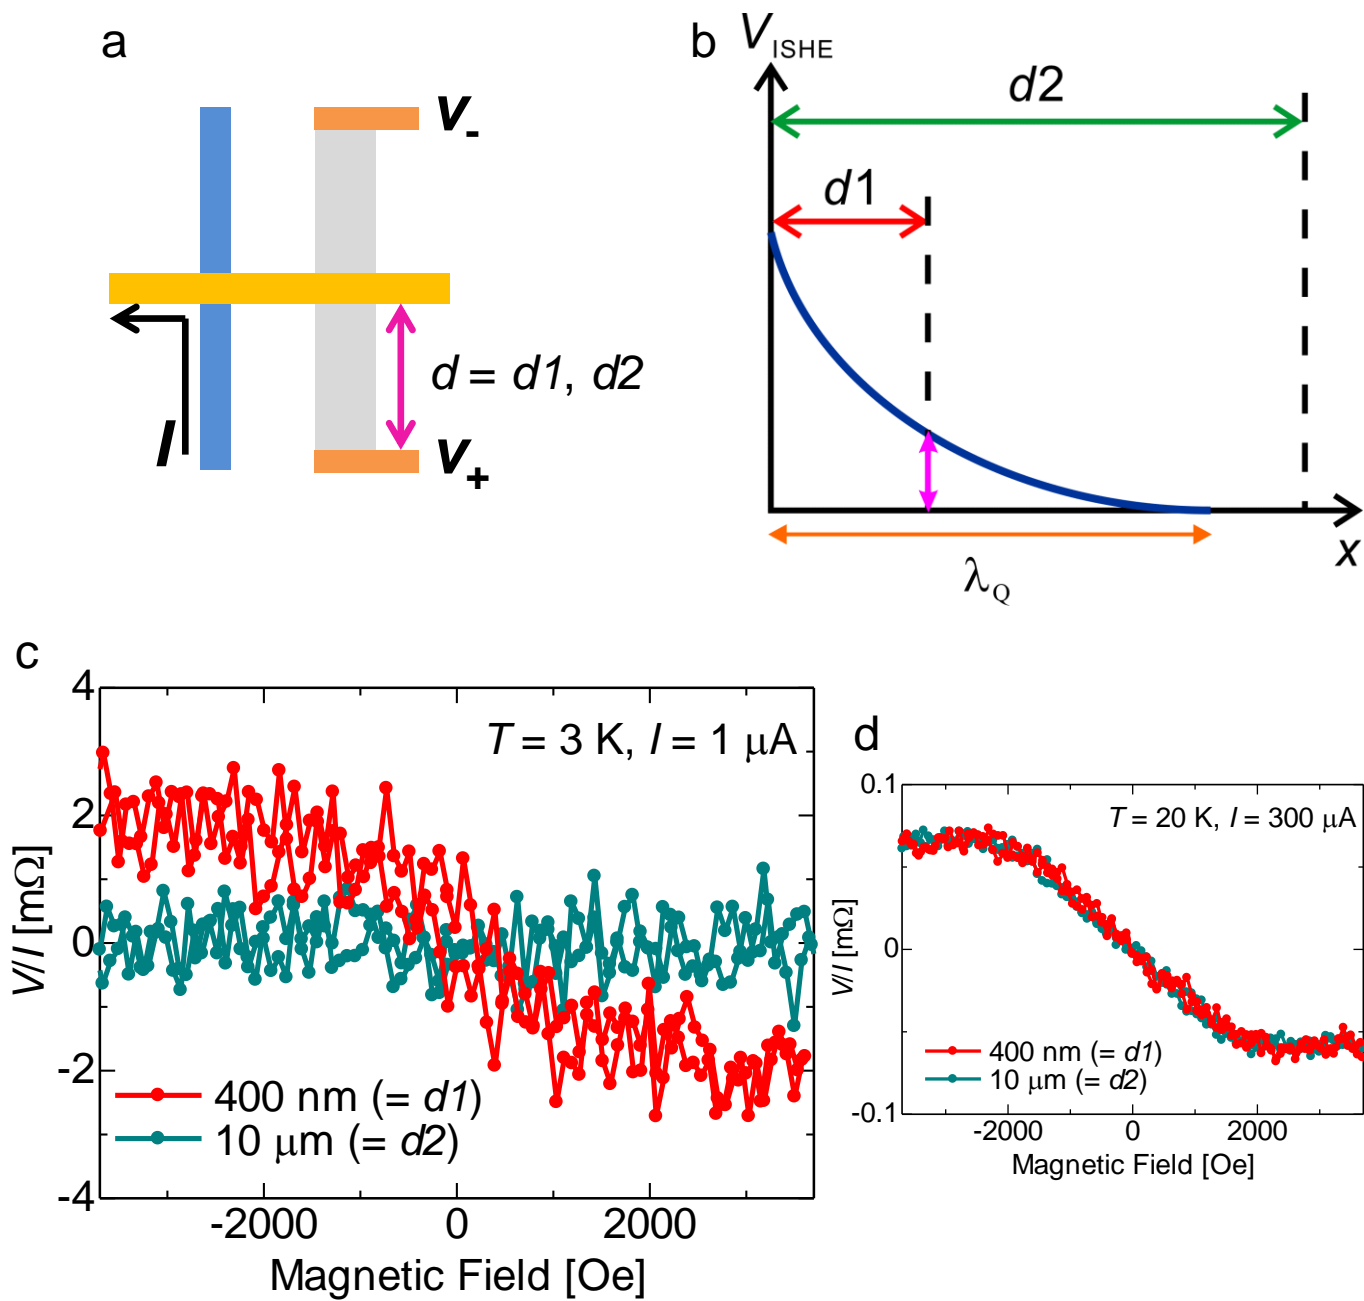 a
V-
I
d = d1, d2
V+
b
VISHE
d2
d1
x
λQ
c
T = 3 K, I = 1 μA
4
2
0
-2
-4
V/I [mΩ]
400 nm (= d1)
10 μm (= d2)
-2000 0 2000
Magnetic Field [Oe]
d
T = 20 K, I = 300 μA
0.1
0
-0.1
V/I [mΩ]
400 nm (= d1)
10 μm (= d2)
-2000 0 2000
Magnetic Field [Oe]